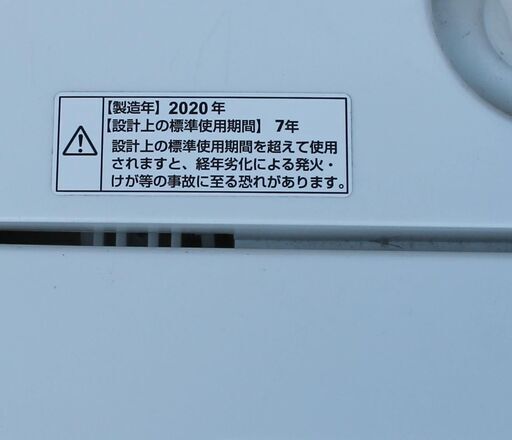 【製造年】2020年
【設計上の標準使用期間】 7年
設計上の標準使用期間を超えて使用
されますと、経年劣化による発火・
けが等の事故に至る恐れがあります。